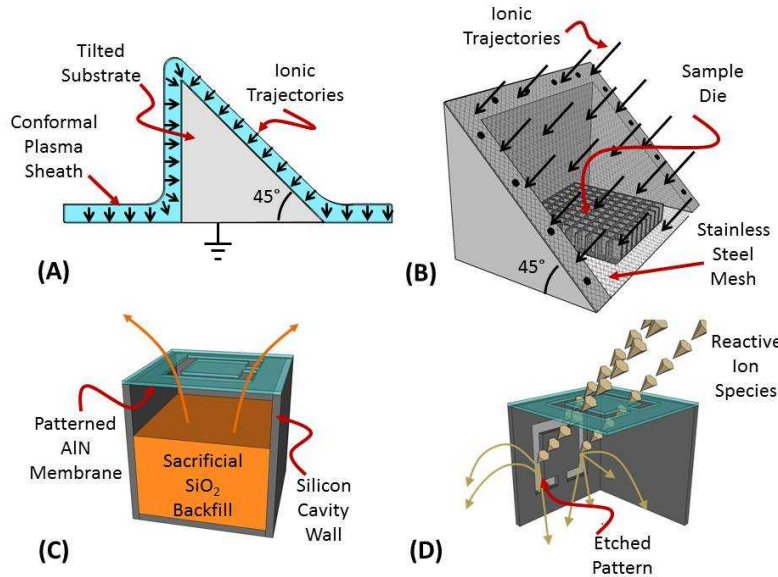 Tilted
Substrate
Ionic
Trajectories
Conformal
Plasma
Sheath
45°
(A)
Ionic
Trajectories
Sample
Die
Stainless
Steel
Mesh
45°
(B)
Patterned
AlN
Membrane
Sacrificial
SiO₂
Backfill
Silicon
Cavity
Wall
(C)
Reactive
Ion
Species
Etched
Pattern
(D)